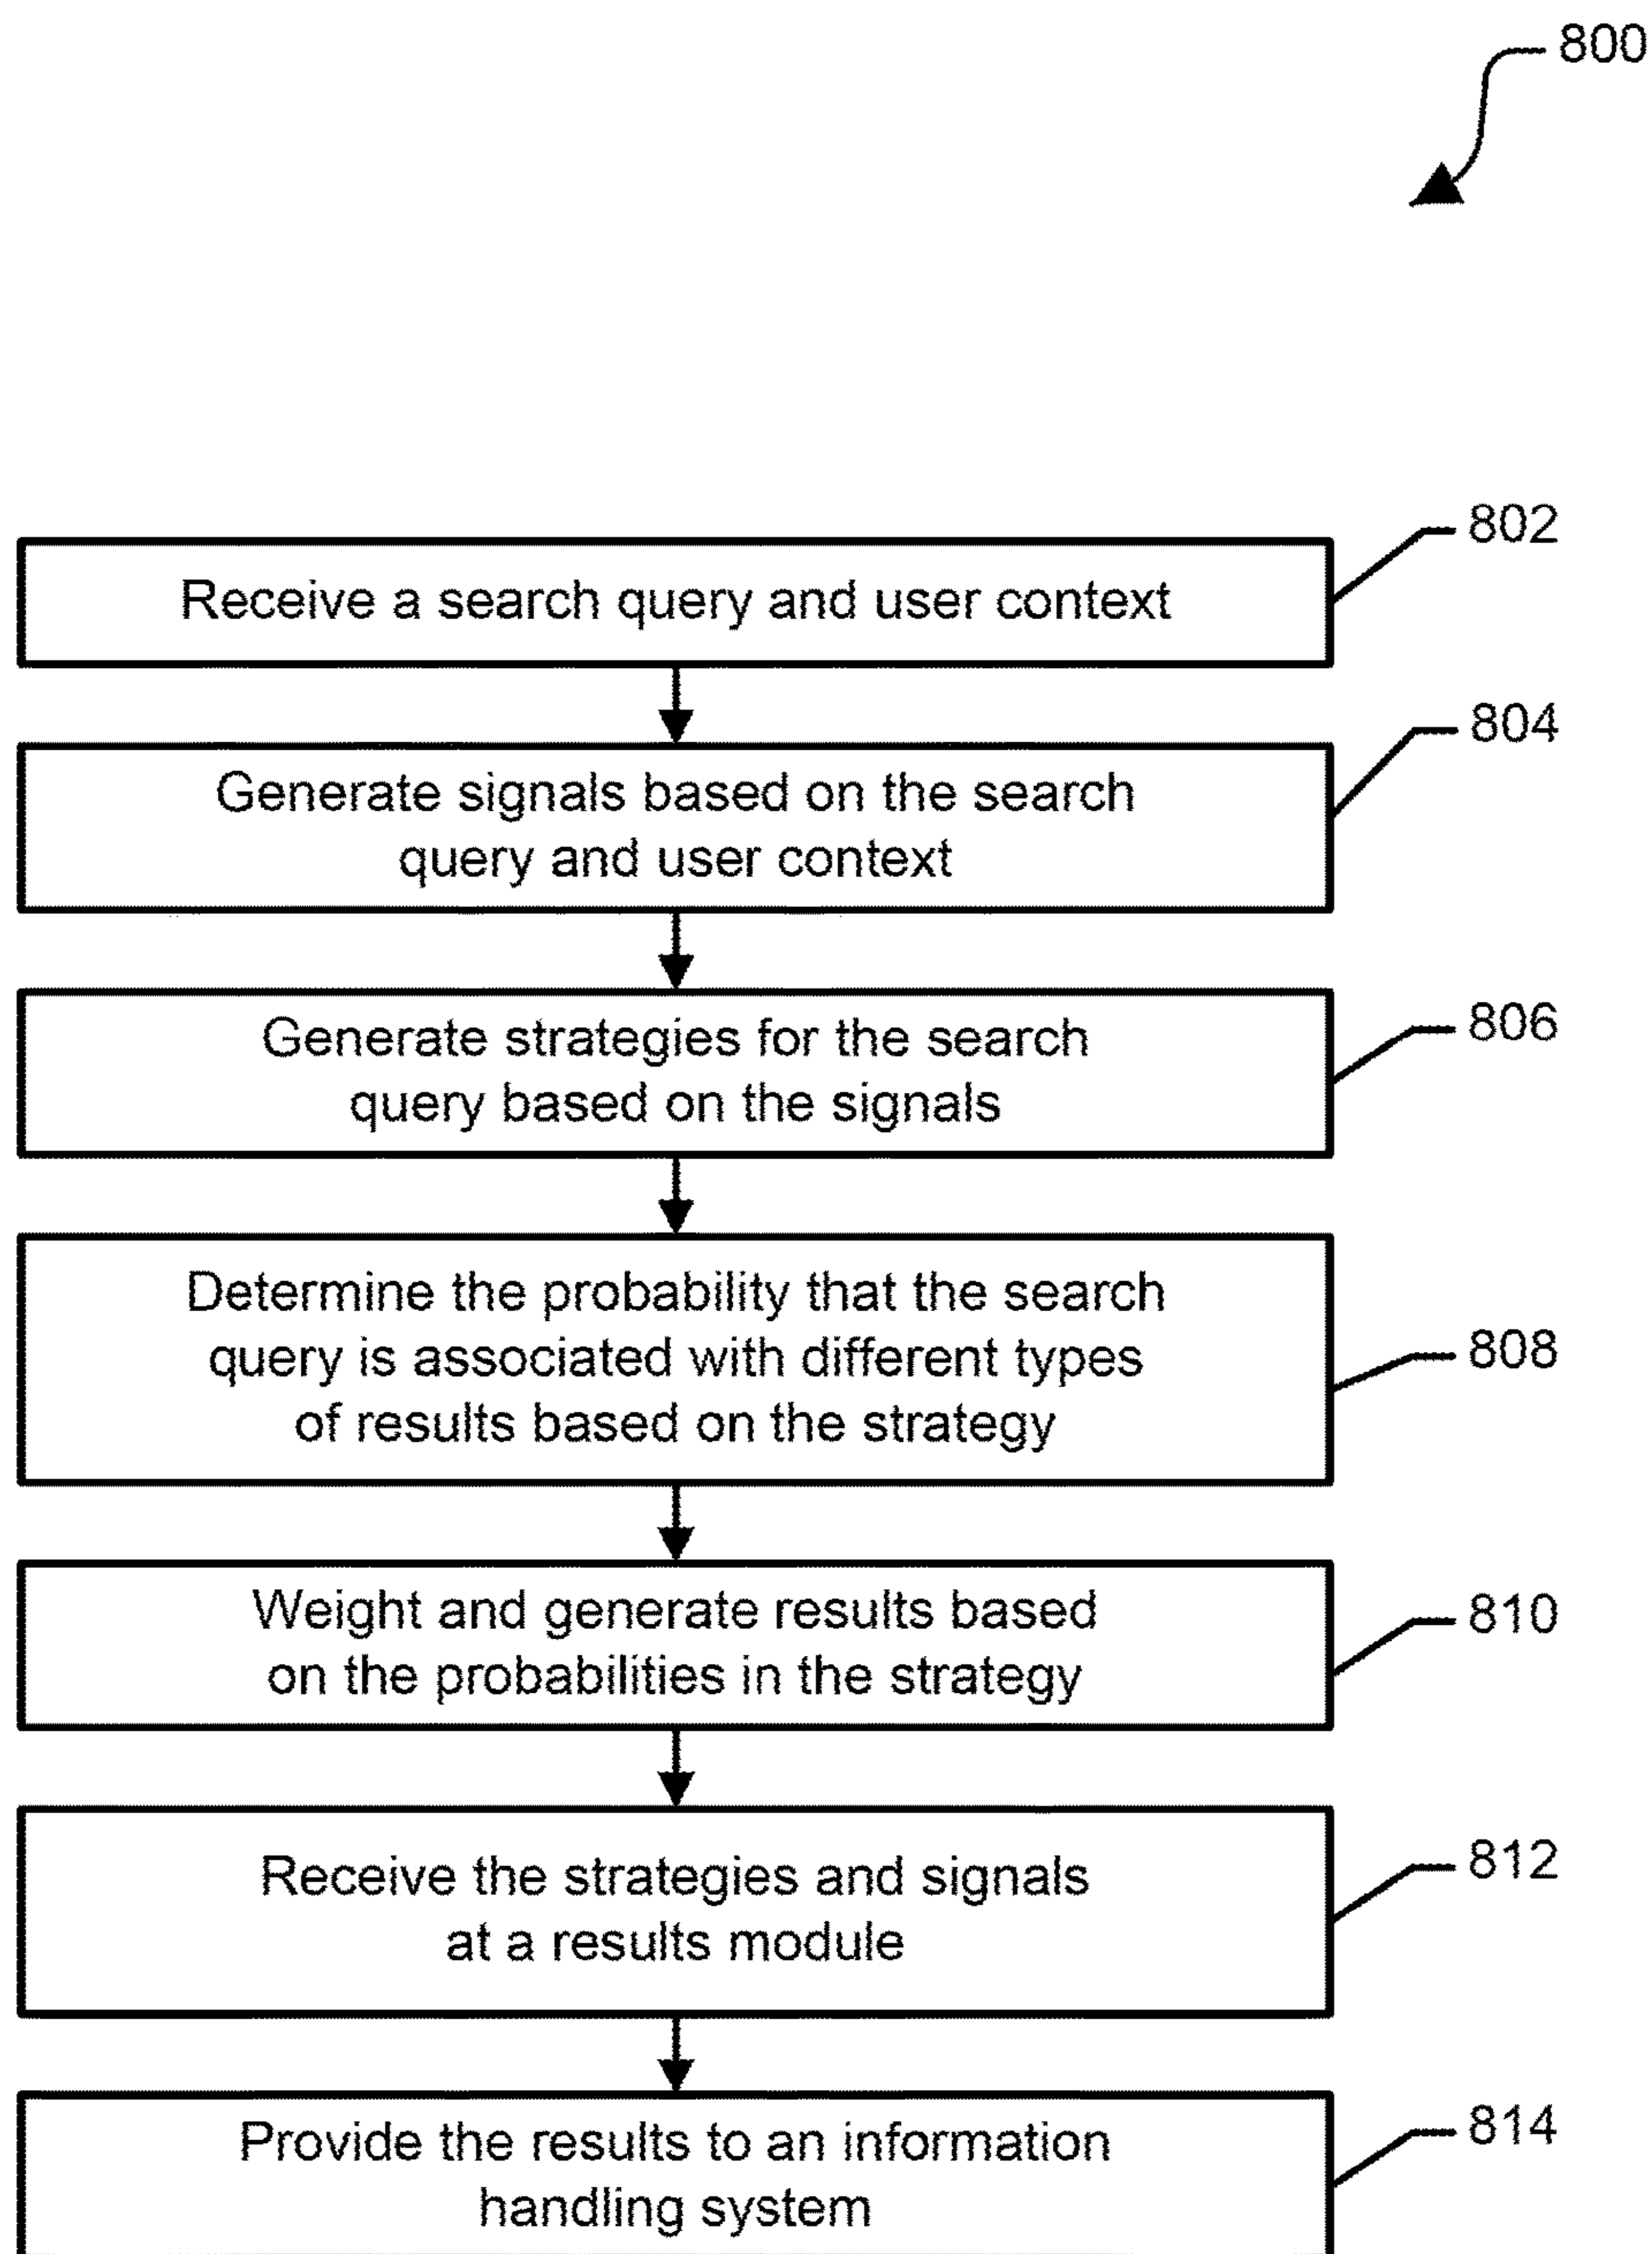 800
802
Receive a search query and user context
804
Generate signals based on the search
query and user context
806
Generate strategies for the search
query based on the signals
Determine the probability that the search
query is associated with different types
808
of results based on the strategy
Weight and generate results based
810
on the probabilities in the strategy
812
Receive the strategies and signals
at a results module
814
Provide the results to an information
handling system